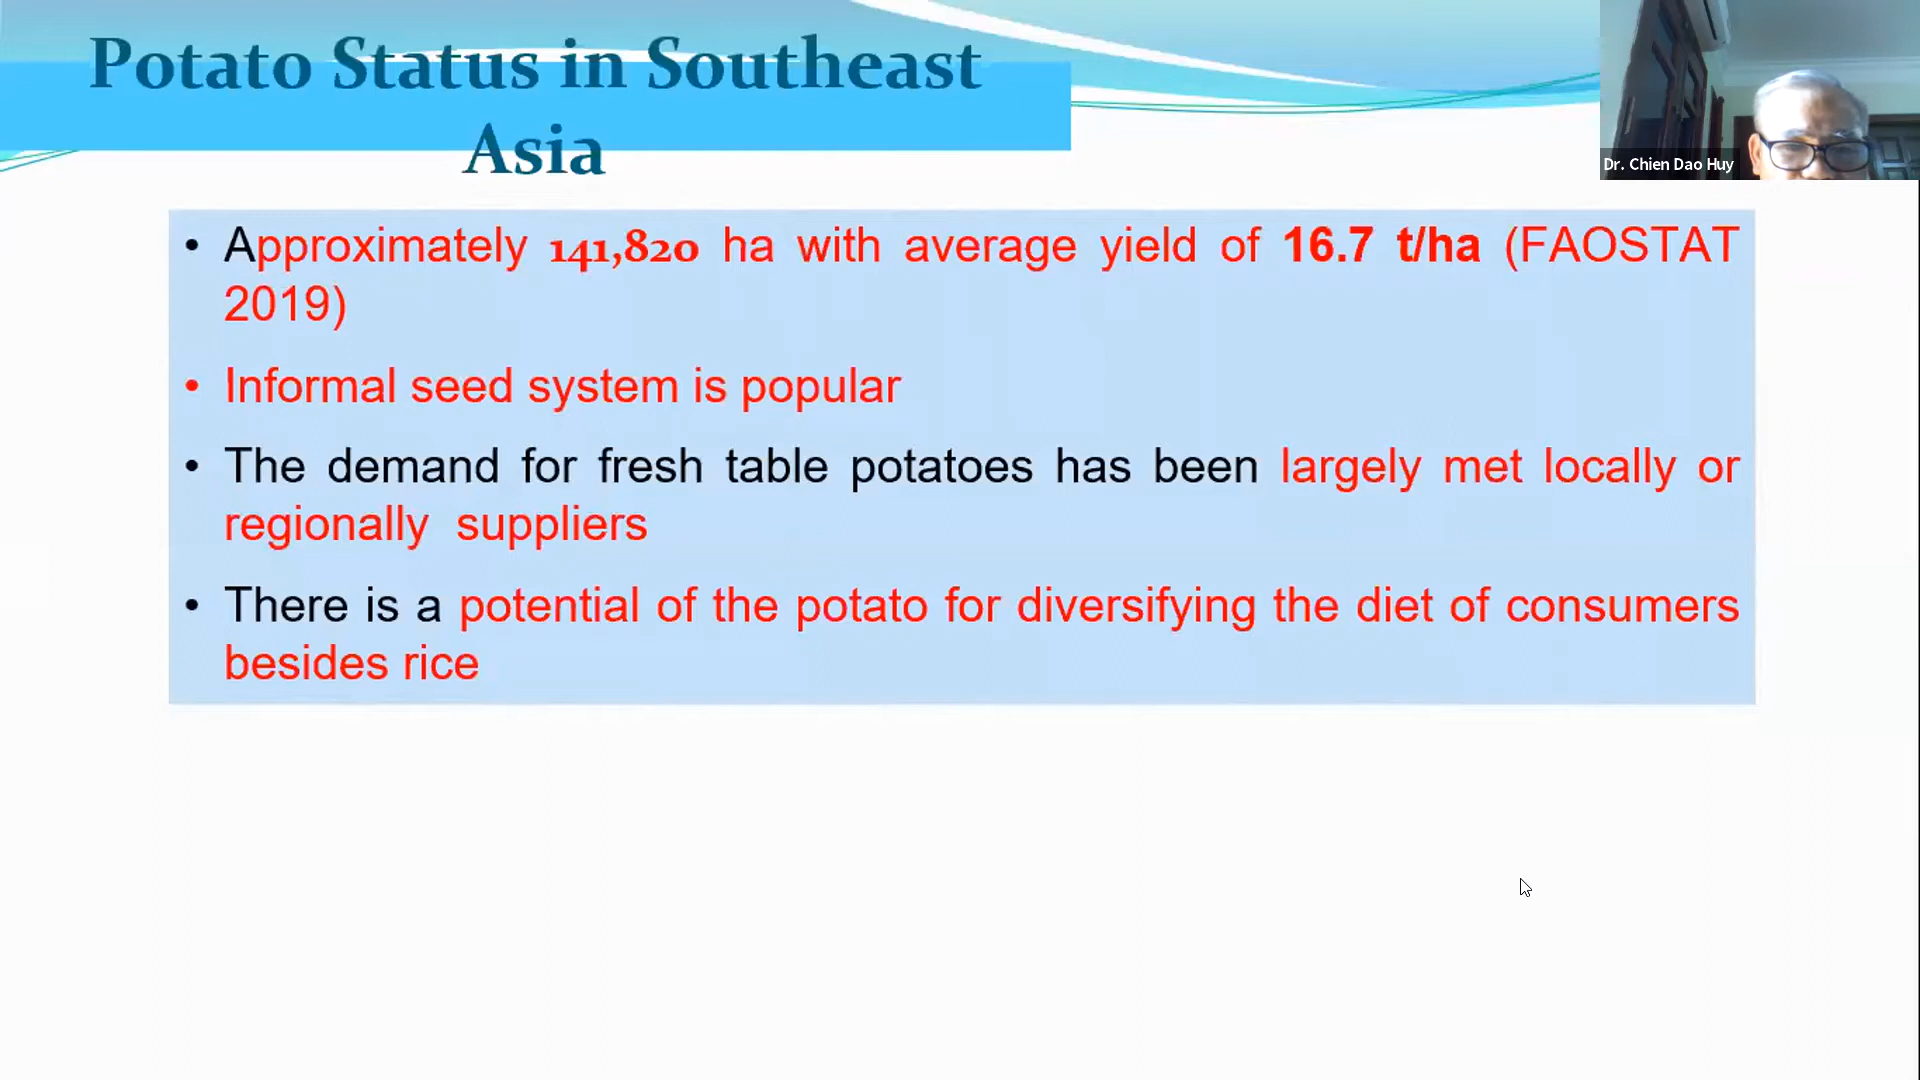 Potato Status in Southeast
Asia
Dr. Chien Dao Huy
• Approximately 141,820 ha with average yield of 16.7 t/ha (FAOSTAT
2019)
• Informal seed system is popular
• The demand for fresh table potatoes has been largely met locally or
regionally suppliers
• There is a potential of the potato for diversifying the diet of consumers
besides rice